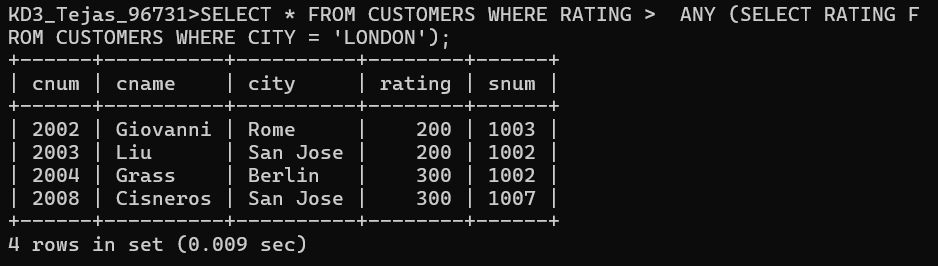 KD3_Tejas_96731>SELECT * FROM CUSTOMERS WHERE RATING >  ANY (SELECT RATING F
ROM CUSTOMERS WHERE CITY = 'LONDON');
+------+----------+----------+--------+------+
| cnum | cname    | city     | rating | snum |
+------+----------+----------+--------+------+
| 2002 | Giovanni | Rome     |    200 | 1003 |
| 2003 | Liu      | San Jose |    200 | 1002 |
| 2004 | Grass    | Berlin   |    300 | 1002 |
| 2008 | Cisneros | San Jose |    300 | 1007 |
+------+----------+----------+--------+------+
4 rows in set (0.009 sec)